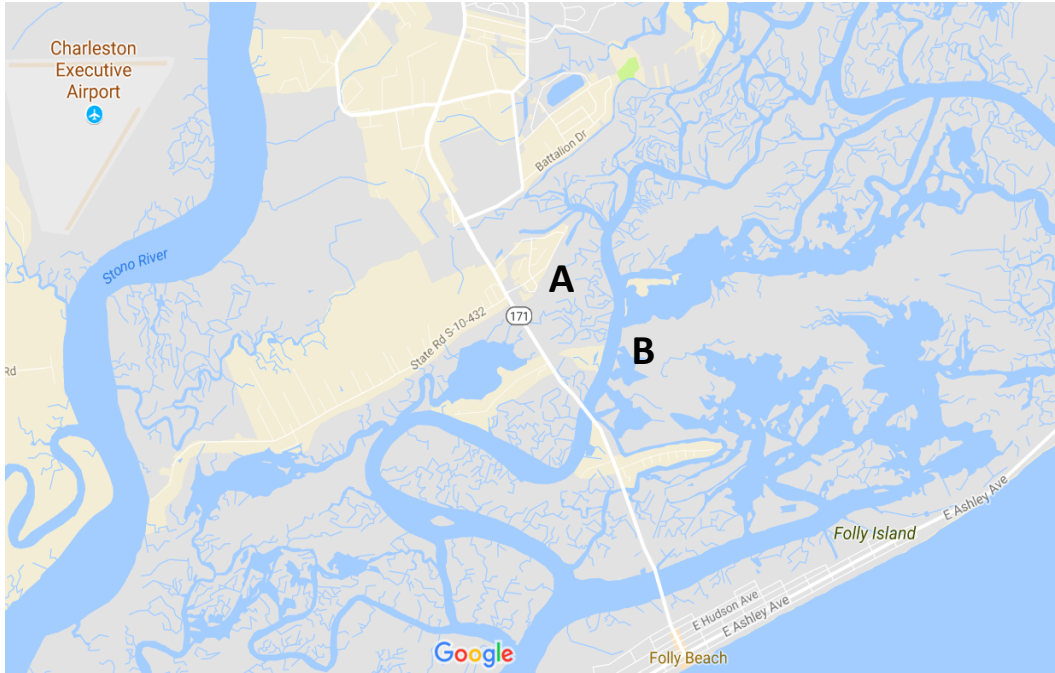 Charleston
Executive
Airport
Battalion Dr
Stono River
A
171
State Rd S-10-432
B
Rd
E Ashley Ave
Folly Island
E Hudson Ave
E Ashley Ave
Google
Folly Beach